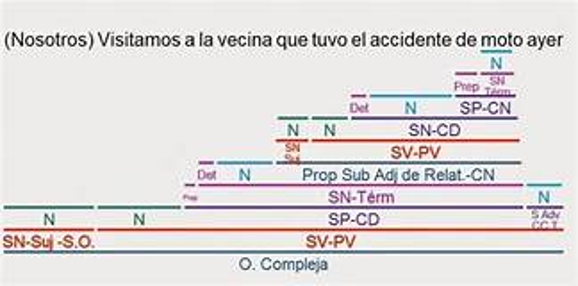 (Nosotros) Visitamos a la vecina que tuvo el accidente de moto ayer
N
Prep SN Térm.
Det N SP-CN
N N SN-CD
SN Suj SV-PV
Det N Prop Sub Adj de Relat.-CN
Prep SN-Térm N
N N SP-CD S Adv CC.T.
SN-Suj -S.O. SV-PV
O. Compleja